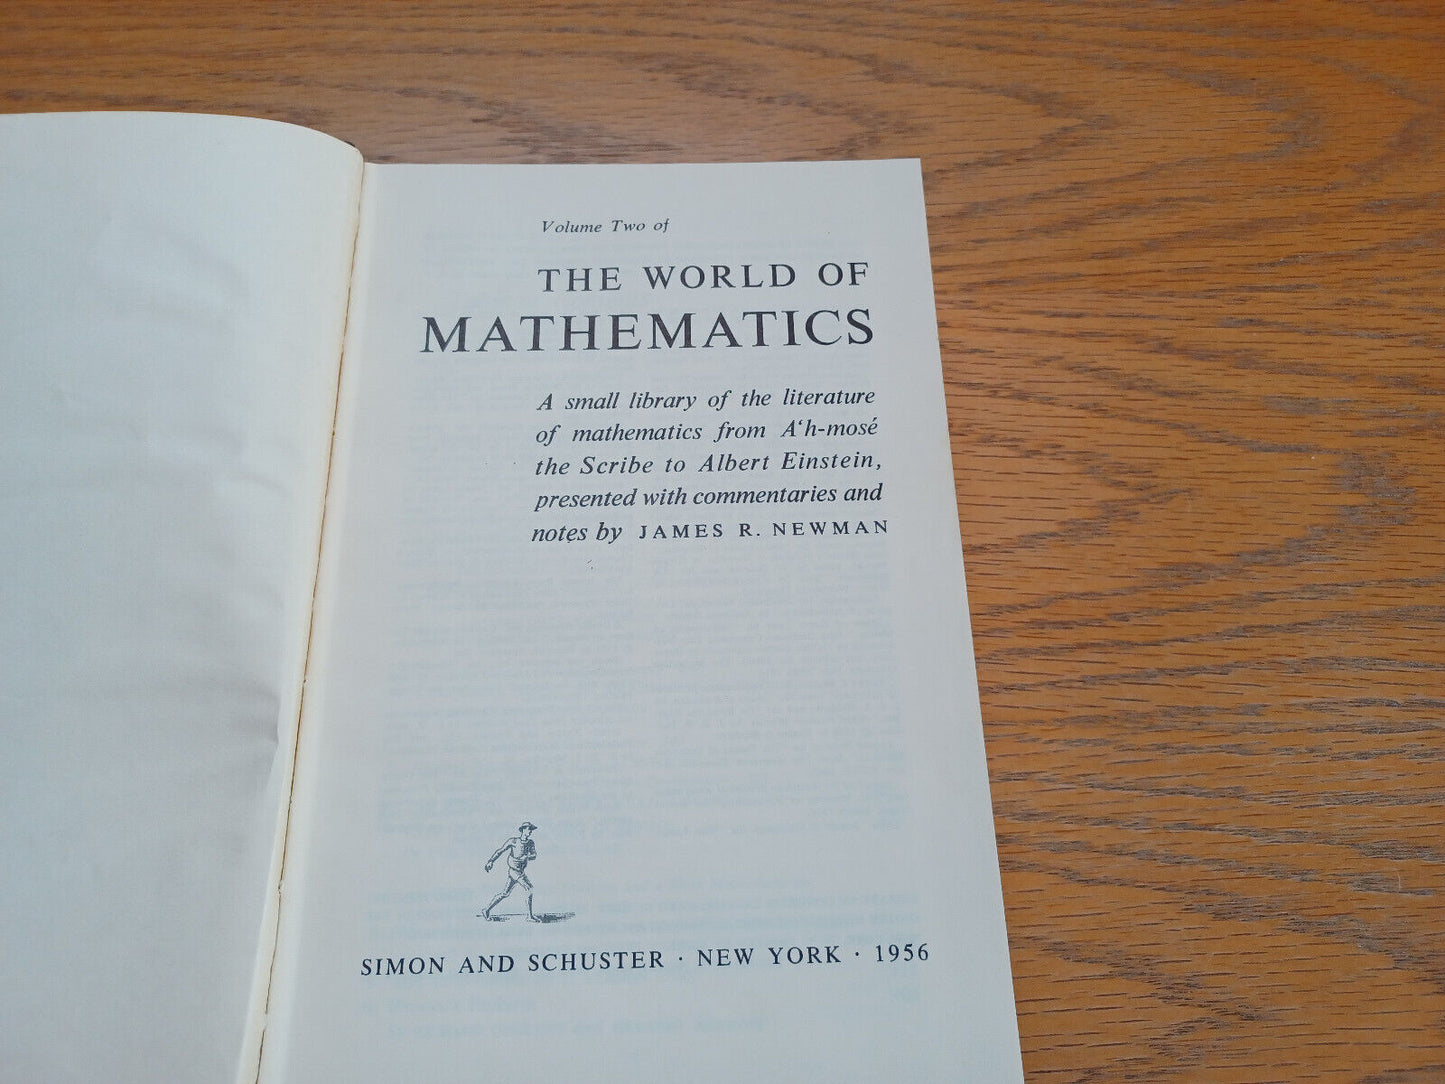 Volume Two of
THE WORLD OF
MATHEMATICS
A small library of the literature
of mathematics from A‘h-mosé
the Scribe to Albert Einstein,
presented with commentaries and
notes by JAMES R. NEWMAN
SIMON AND SCHUSTER · NEW YORK · 1956